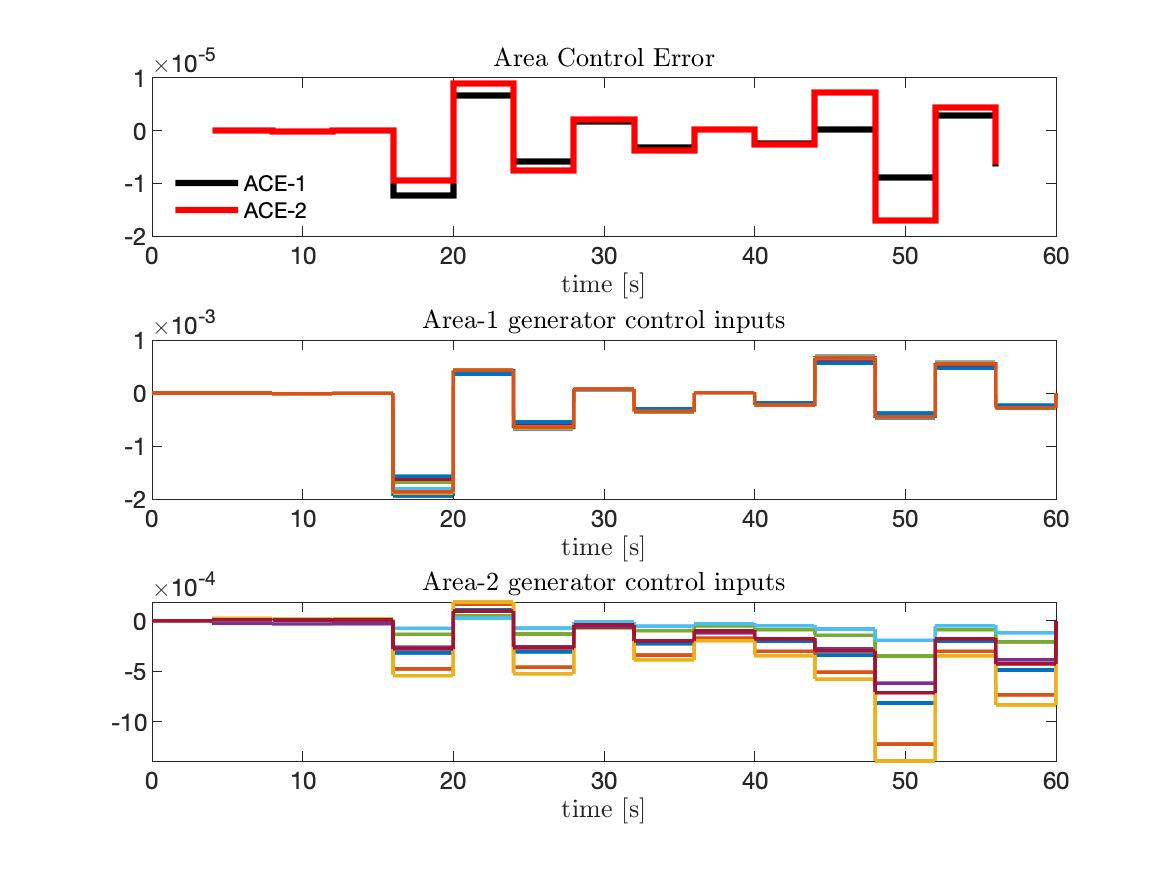 ×10-5
Area Control Error
1
0
-1
-2
ACE-1
ACE-2
0 10 20 30 40 50 60
time [s]
×10-3
Area-1 generator control inputs
1
0
-1
-2
0 10 20 30 40 50 60
time [s]
×10-4
Area-2 generator control inputs
0
-5
-10
0 10 20 30 40 50 60
time [s]